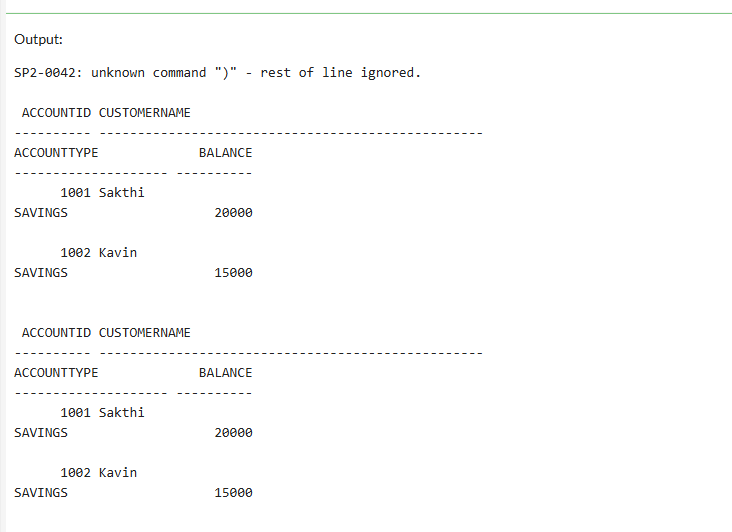 Output:
SP2-0042: unknown command ")" - rest of line ignored.
 ACCOUNTID CUSTOMERNAME
---------- --------------------------------------------------
ACCOUNTTYPE             BALANCE
-------------------- ----------
      1001 Sakthi
SAVINGS                   20000
      1002 Kavin
SAVINGS                   15000
 ACCOUNTID CUSTOMERNAME
---------- --------------------------------------------------
ACCOUNTTYPE             BALANCE
-------------------- ----------
      1001 Sakthi
SAVINGS                   20000
      1002 Kavin
SAVINGS                   15000